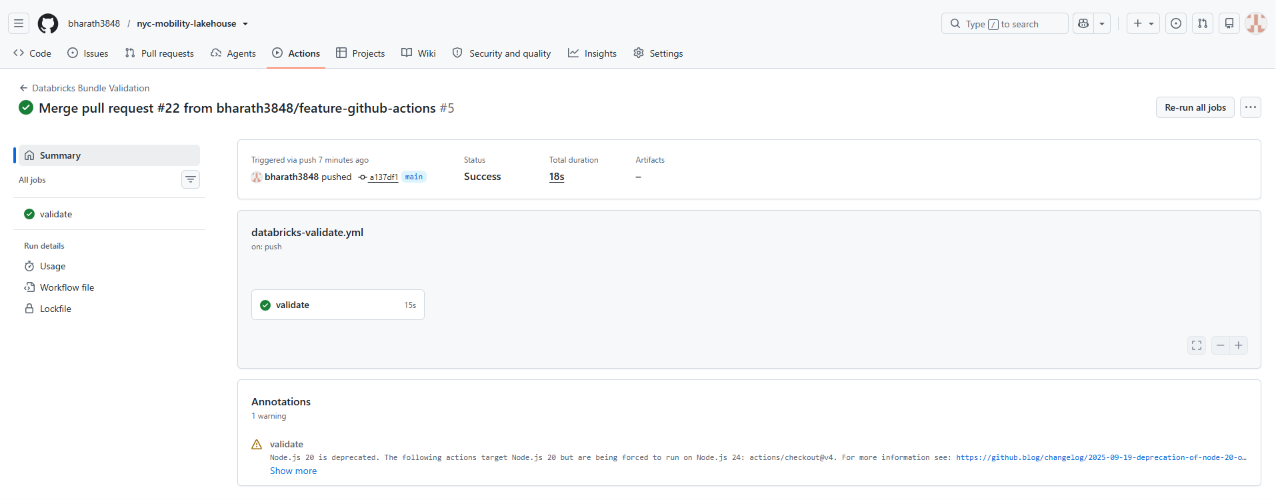 bharath3848 / nyc-mobility-lakehouse
Type / to search
Code Issues Pull requests Agents Actions Projects Wiki Security and quality Insights Settings
Databricks Bundle Validation
Merge pull request #22 from bharath3848/feature-github-actions #5
Re-run all jobs
Summary
All jobs
validate
Run details
Usage
Workflow file
Lockfile
Triggered via push 7 minutes ago
bharath3848 pushed a137df1 main
Status
Success
Total duration
18s
Artifacts
–
databricks-validate.yml
on: push
validate 15s
Annotations
1 warning
validate
Node.js 20 is deprecated. The following actions target Node.js 20 but are being forced to run on Node.js 24: actions/checkout@v4. For more information see: https://github.blog/changelog/2025-09-19-deprecation-of-node-20-o…
Show more